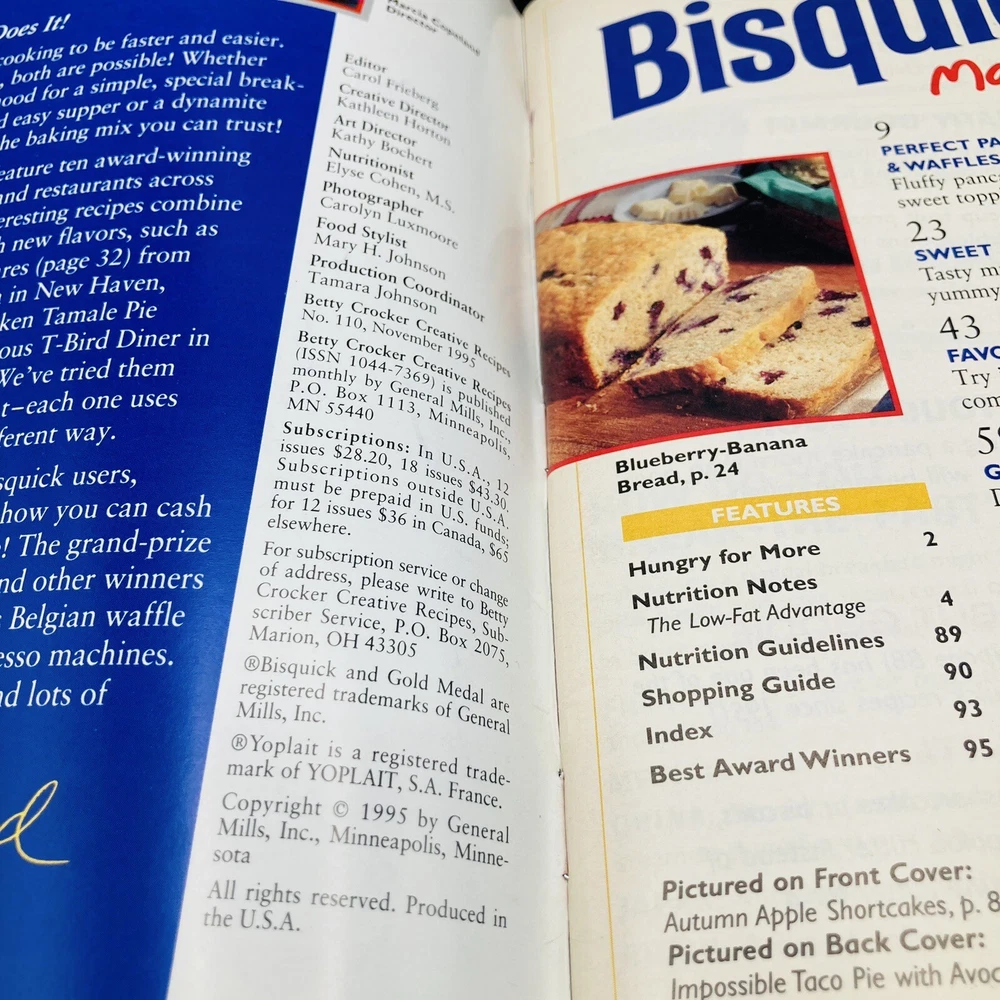 Does It!
cooking to be faster and easier.
, both are possible! Whether
ood for a simple, special break-
d easy supper or a dynamite
he baking mix you can trust!
eature ten award-winning
and restaurants across
eresting recipes combine
h new flavors, such as
ares (page 32) from
in New Haven,
ken Tamale Pie
ous T-Bird Diner in
We've tried them
t–each one uses
ferent way.
squick users,
how you can cash
! The grand-prize
nd other winners
Belgian waffle
esso machines.
nd lots of
Marcia Copeland
Director
Editor
Carol Frieberg
Creative Director
Kathleen Horton
Art Director
Kathy Bochert
Nutritionist
Elyse Cohen, M.S.
Photographer
Carolyn Luxmoore
Food Stylist
Mary H. Johnson
Production Coordinator
Tamara Johnson
Betty Crocker Creative Recipes
No. 110, November 1995
Betty Crocker Creative Recipes
(ISSN 1044-7369) is published
monthly by General Mills, Inc.,
P.O. Box 1113, Minneapolis,
MN 55440
Subscriptions: In U.S.A., 12
issues $28.20, 18 issues $43.30.
Subscriptions outside U.S.A.
must be prepaid in U.S. funds;
for 12 issues $36 in Canada, $65
elsewhere.
For subscription service or change
of address, please write to Betty
Crocker Creative Recipes, Sub-
scriber Service, P.O. Box 2075,
Marion, OH 43305
®Bisquick and Gold Medal are
registered trademarks of General
Mills, Inc.
®Yoplait is a registered trade-
mark of YOPLAIT, S.A. France.
Copyright © 1995 by General
Mills, Inc., Minneapolis, Minne-
sota
All rights reserved. Produced in
the U.S.A.
Bisqui
Ma
9
PERFECT PA
& WAFFLES
Fluffy panc
sweet topp
23
SWEET
Tasty m
yummy
43
FAVO
Try
com
59
G
Blueberry-Banana
Bread, p. 24
FEATURES
Hungry for More 2
Nutrition Notes
The Low-Fat Advantage 4
Nutrition Guidelines 89
Shopping Guide 90
Index 93
Best Award Winners 95
Pictured on Front Cover:
Autumn Apple Shortcakes, p. 8
Pictured on Back Cover:
Impossible Taco Pie with Avoc